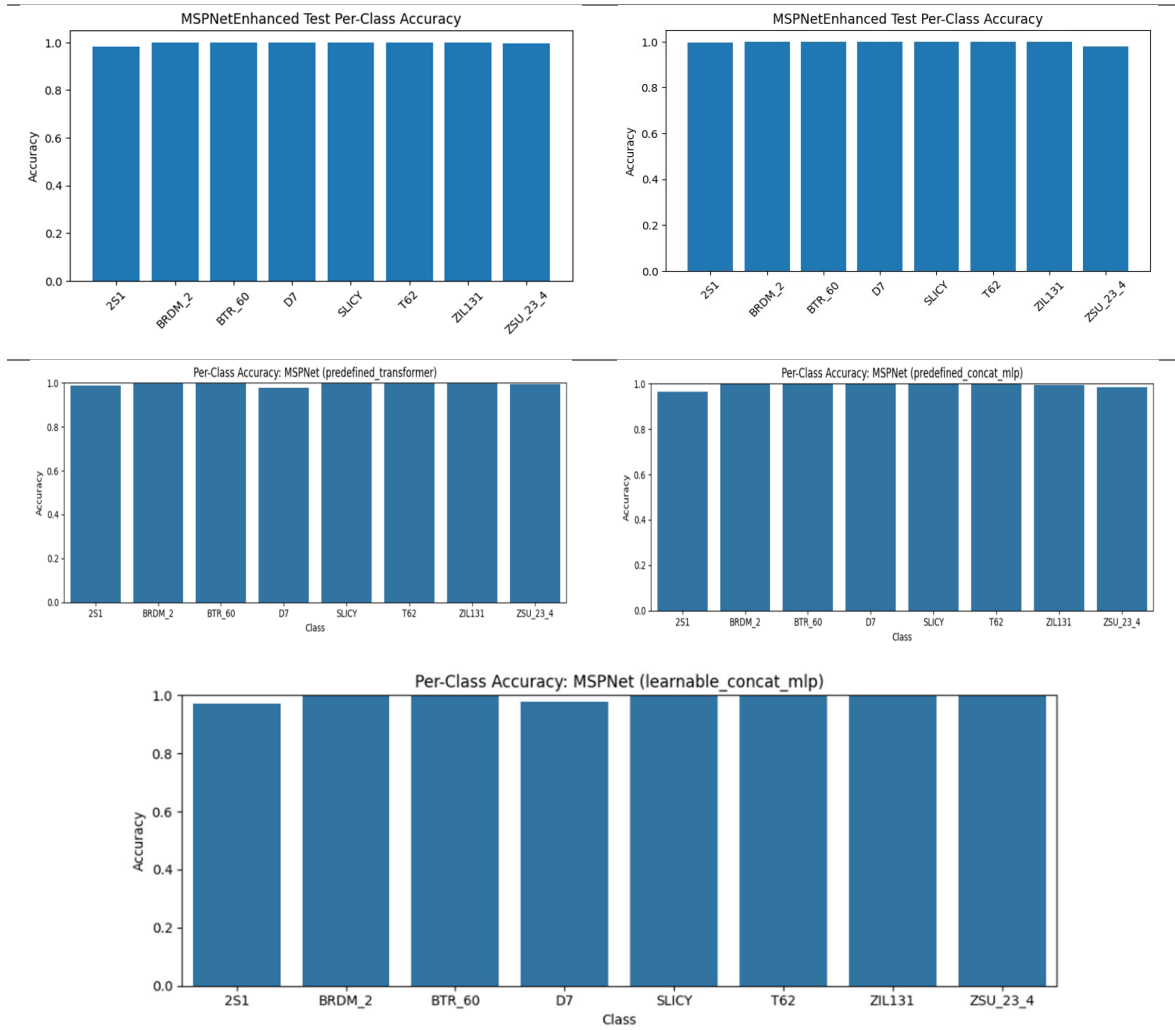 MSPNetEnhanced Test Per-Class Accuracy
1.0
0.8
0.6
0.4
0.2
0.0
Accuracy
2S1
BRDM_2
BTR_60
D7
SLICY
T62
ZIL131
ZSU_23_4
MSPNetEnhanced Test Per-Class Accuracy
1.0
0.8
0.6
0.4
0.2
0.0
Accuracy
2S1
BRDM_2
BTR_60
D7
SLICY
T62
ZIL131
ZSU_23_4
Per-Class Accuracy: MSPNet (predefined_transformer)
1.0
0.8
0.6
0.4
0.2
0.0
Accuracy
2S1 BRDM_2 BTR_60 D7 SLICY T62 ZIL131 ZSU_23_4
Class
Per-Class Accuracy: MSPNet (predefined_concat_mlp)
1.0
0.8
0.6
0.4
0.2
0.0
Accuracy
2S1 BRDM_2 BTR_60 D7 SLICY T62 ZIL131 ZSU_23_4
Class
Per-Class Accuracy: MSPNet (learnable_concat_mlp)
1.0
0.8
0.6
0.4
0.2
0.0
Accuracy
2S1 BRDM_2 BTR_60 D7 SLICY T62 ZIL131 ZSU_23_4
Class